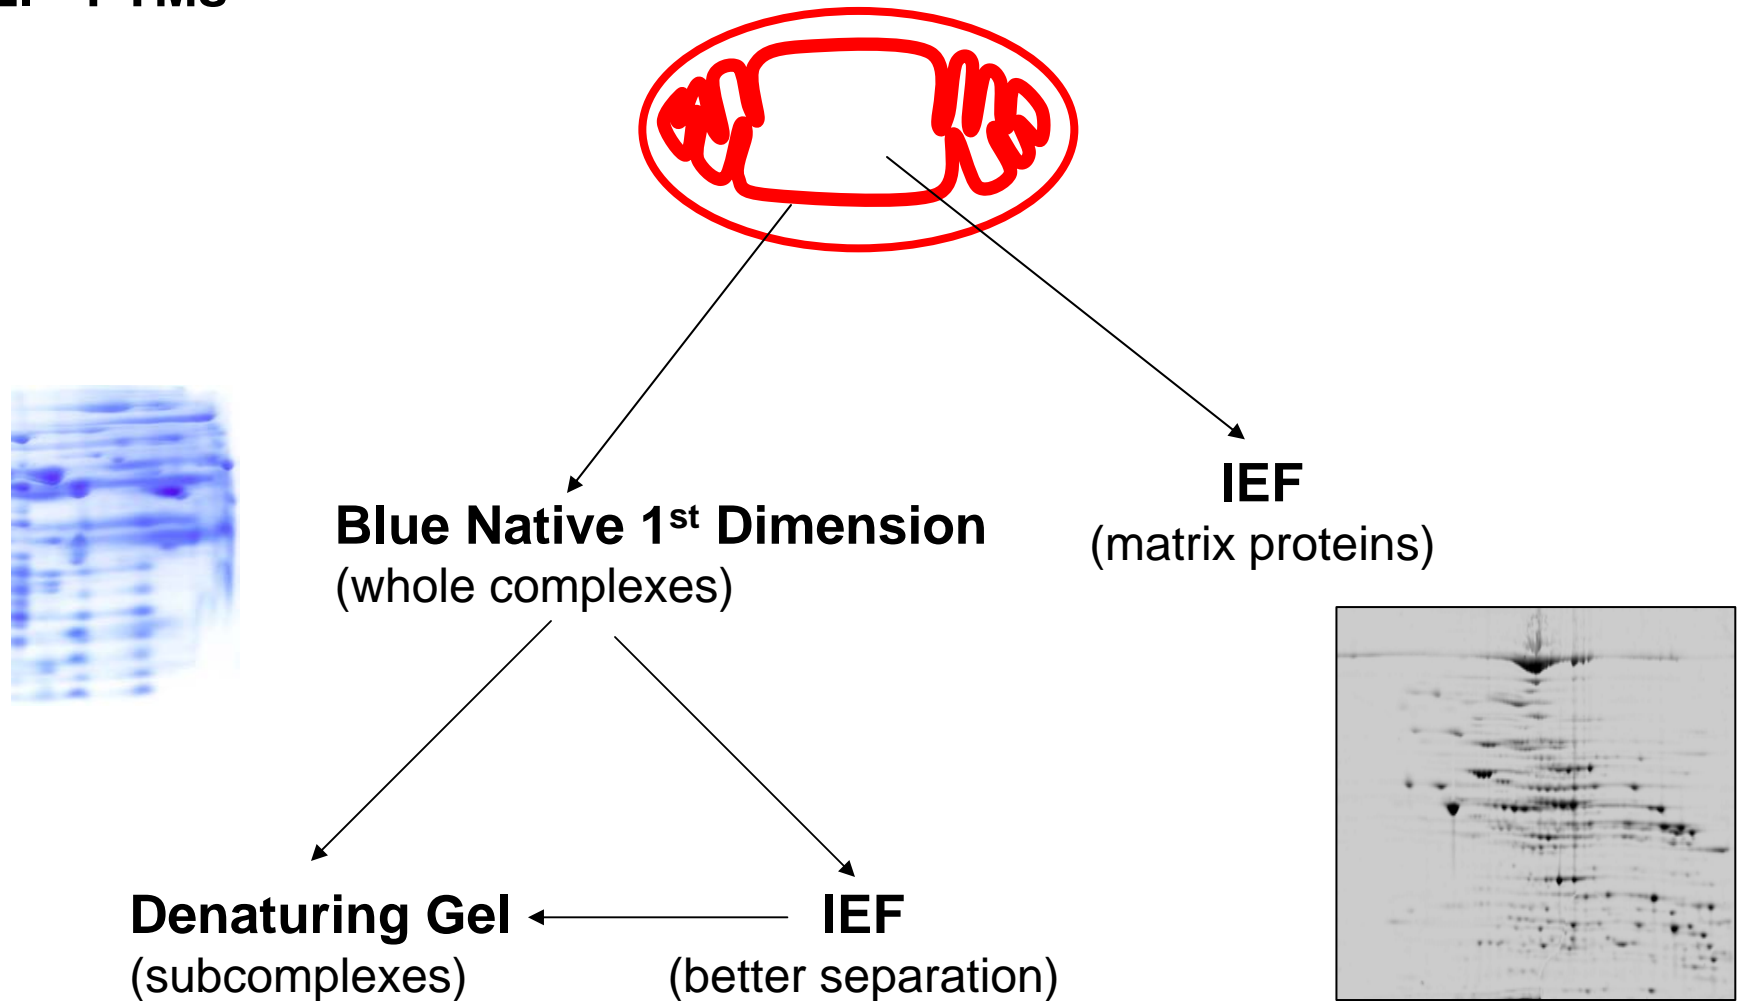 Blue Native 1st Dimension
(whole complexes)
IEF
(matrix proteins)
Denaturing Gel
(subcomplexes)
IEF
(better separation)